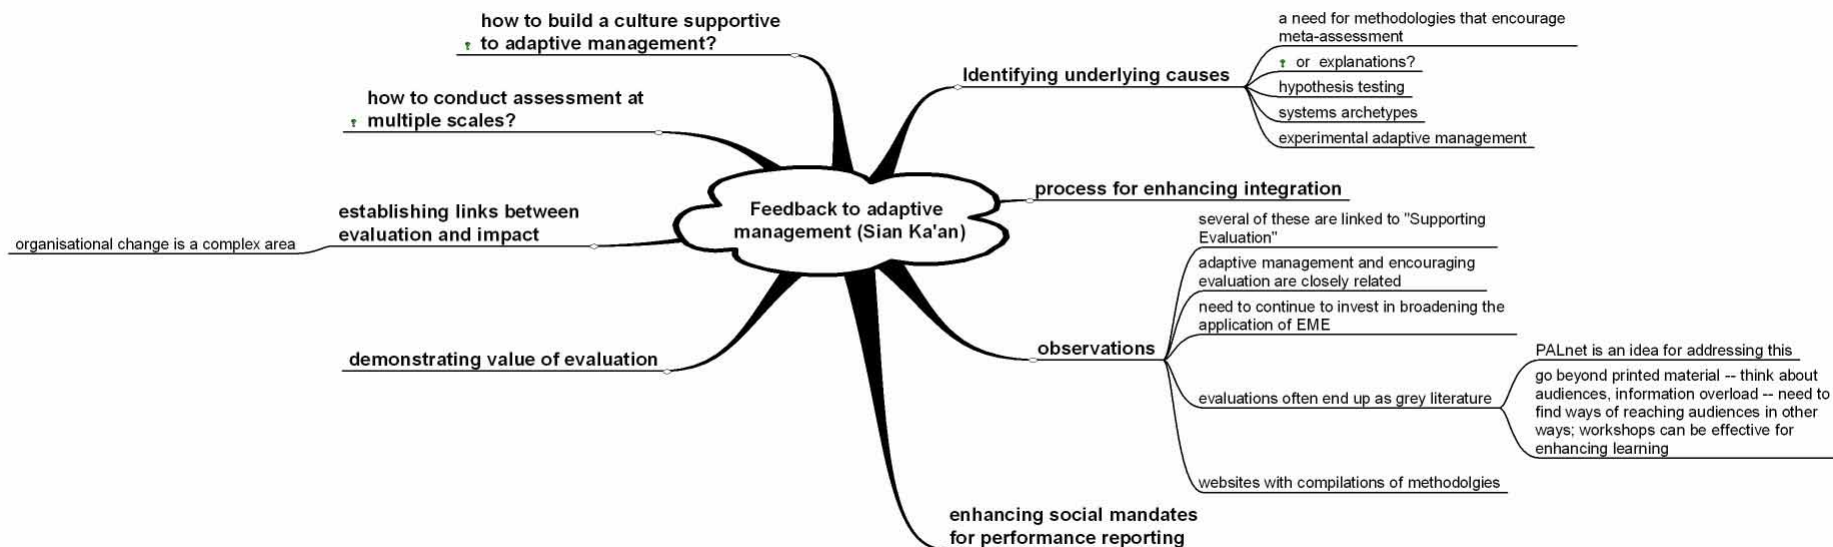 how to build a culture supportive
? to adaptive management?
how to conduct assessment at
? multiple scales?
establishing links between
evaluation and impact
organisational change is a complex area
demonstrating value of evaluation
Feedback to adaptive
management (Sian Ka'an)
Identifying underlying causes
a need for methodologies that encourage
meta-assessment
? or explanations?
hypothesis testing
systems archetypes
experimental adaptive management
process for enhancing integration
observations
several of these are linked to "Supporting
Evaluation"
adaptive management and encouraging
evaluation are closely related
need to continue to invest in broadening the
application of EME
evaluations often end up as grey literature
PALnet is an idea for addressing this
go beyond printed material -- think about
audiences, information overload -- need to
find ways of reaching audiences in other
ways; workshops can be effective for
enhancing learning
websites with compilations of methodolgies
enhancing social mandates
for performance reporting